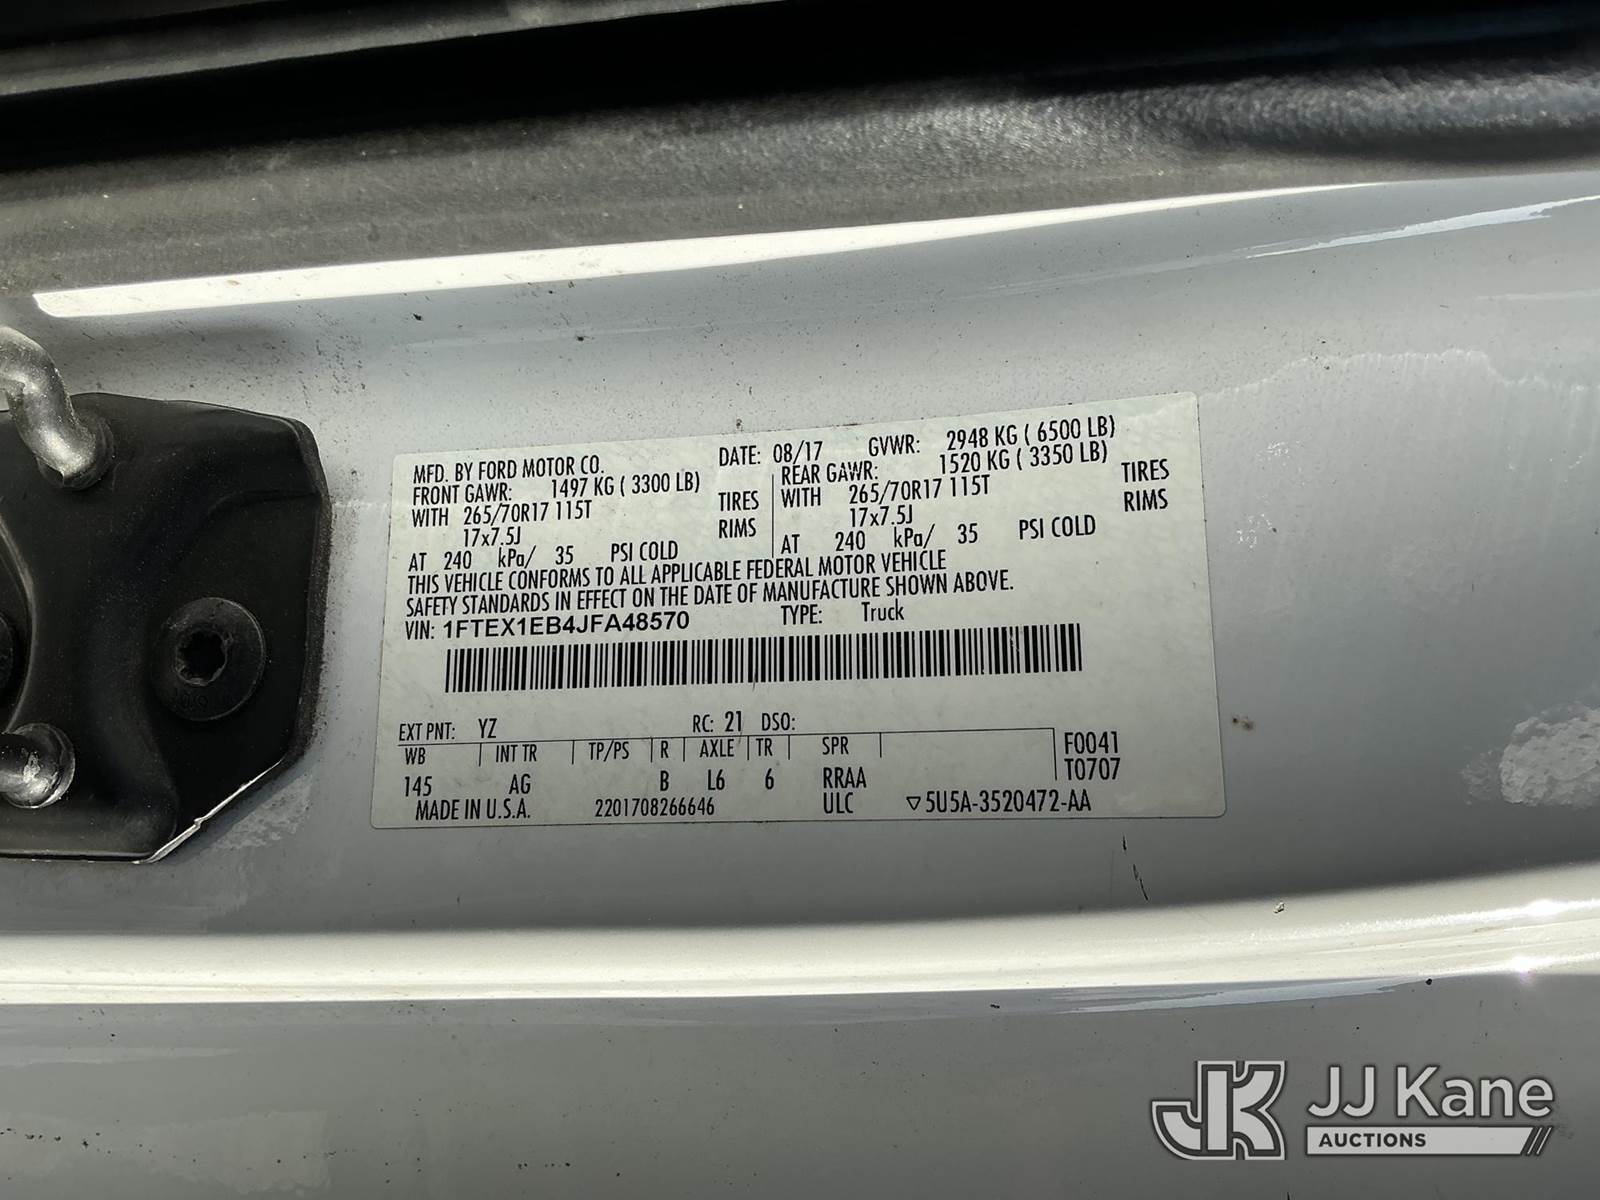 MFD. BY FORD MOTOR CO. DATE: 08/17 GVWR: 2948 KG ( 6500 LB)
FRONT GAWR: 1497 KG ( 3300 LB) REAR GAWR: 1520 KG ( 3350 LB)
WITH 265/70R17 115T TIRES WITH 265/70R17 115T TIRES
17x7.5J RIMS 17x7.5J RIMS
AT 240 kPa/ 35 PSI COLD AT 240 kPa/ 35 PSI COLD
THIS VEHICLE CONFORMS TO ALL APPLICABLE FEDERAL MOTOR VEHICLE
SAFETY STANDARDS IN EFFECT ON THE DATE OF MANUFACTURE SHOWN ABOVE.
VIN: 1FTEX1EB4JFA48570 TYPE: Truck
EXT PNT: YZ RC: 21 DSO:
WB INT TR TP/PS R AXLE TR SPR F0041
145 AG B L6 6 RRAA T0707
MADE IN U.S.A. 2201708266646 ULC ▽5U5A-3520472-AA
JK JJ Kane
AUCTIONS